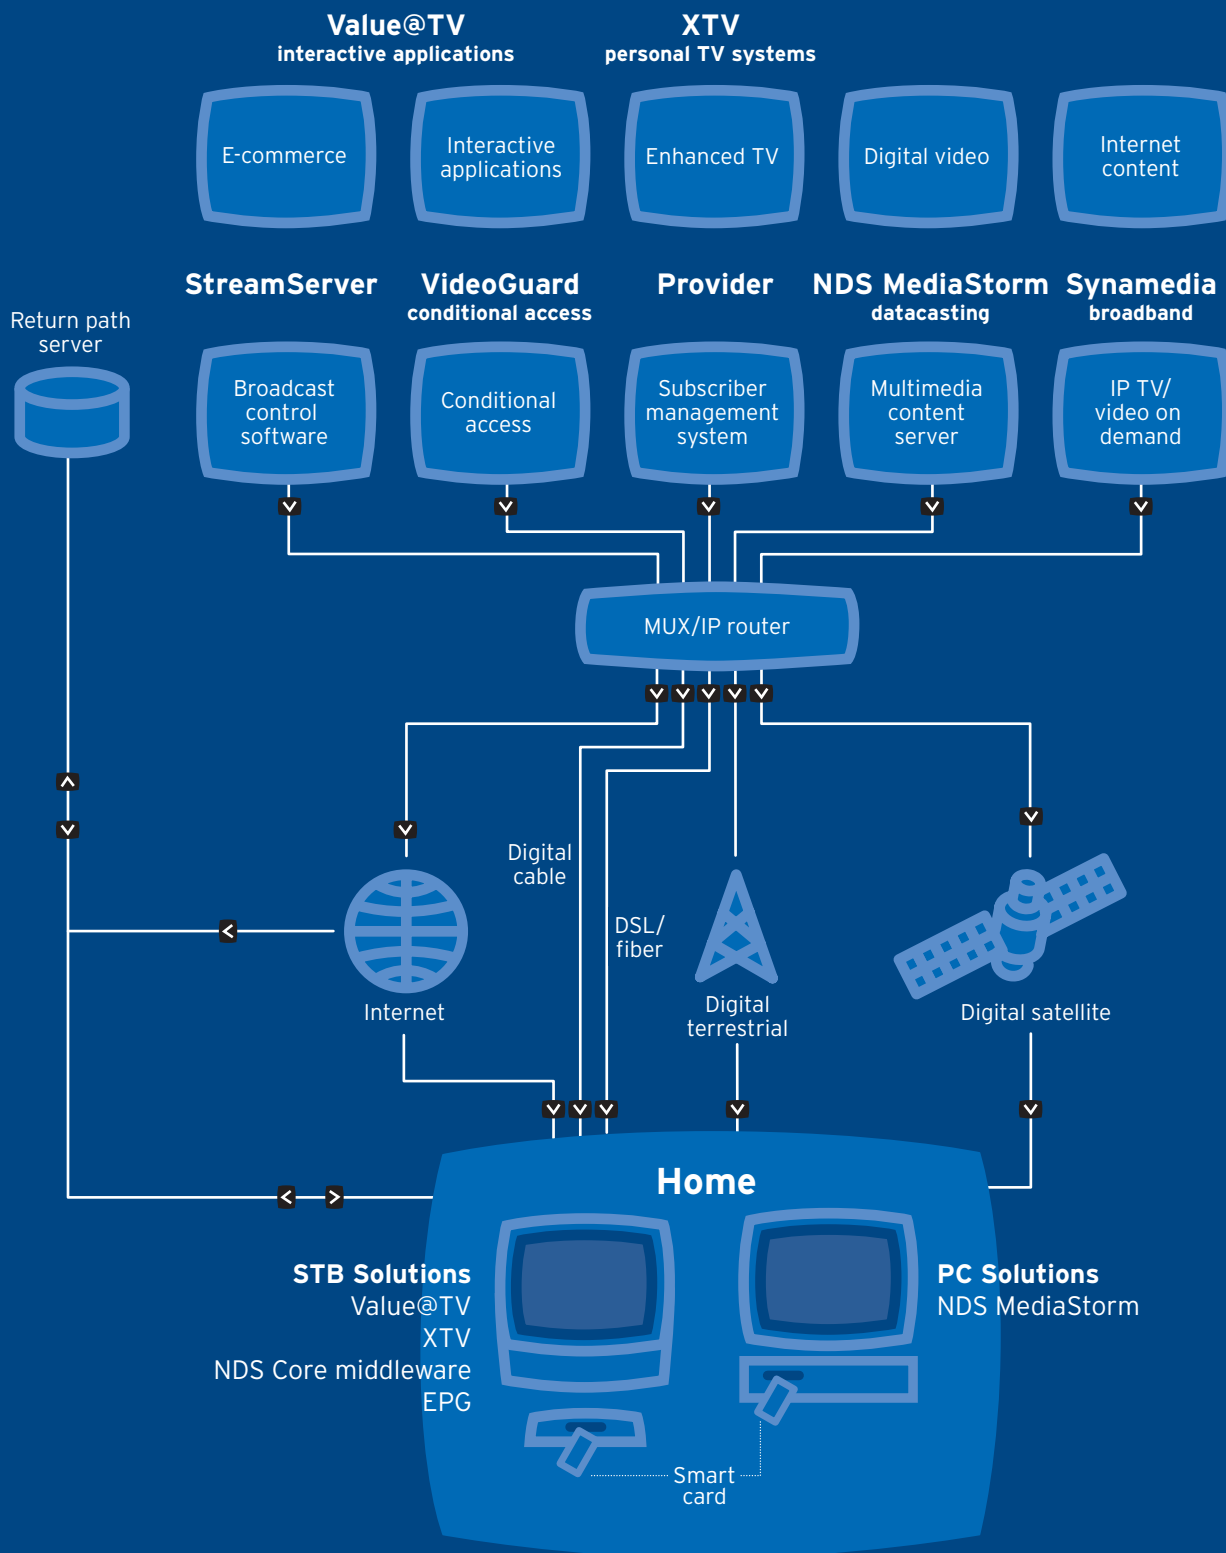 Value@TV
interactive applications
XTV
personal TV systems
E-commerce
Interactive
applications
Enhanced TV
Digital video
Internet
content
StreamServer
VideoGuard
conditional access
Provider
NDS MediaStorm
datacasting
Synamedia
broadband
Return path
server
Broadcast
control
software
Conditional
access
Subscriber
management
system
Multimedia
content
server
IP TV/
video on
demand
MUX/IP router
Digital
cable
DSL/
fiber
Internet
Digital
terrestrial
Digital satellite
Home
STB Solutions
Value@TV
XTV
NDS Core middleware
EPG
PC Solutions
NDS MediaStorm
Smart
card